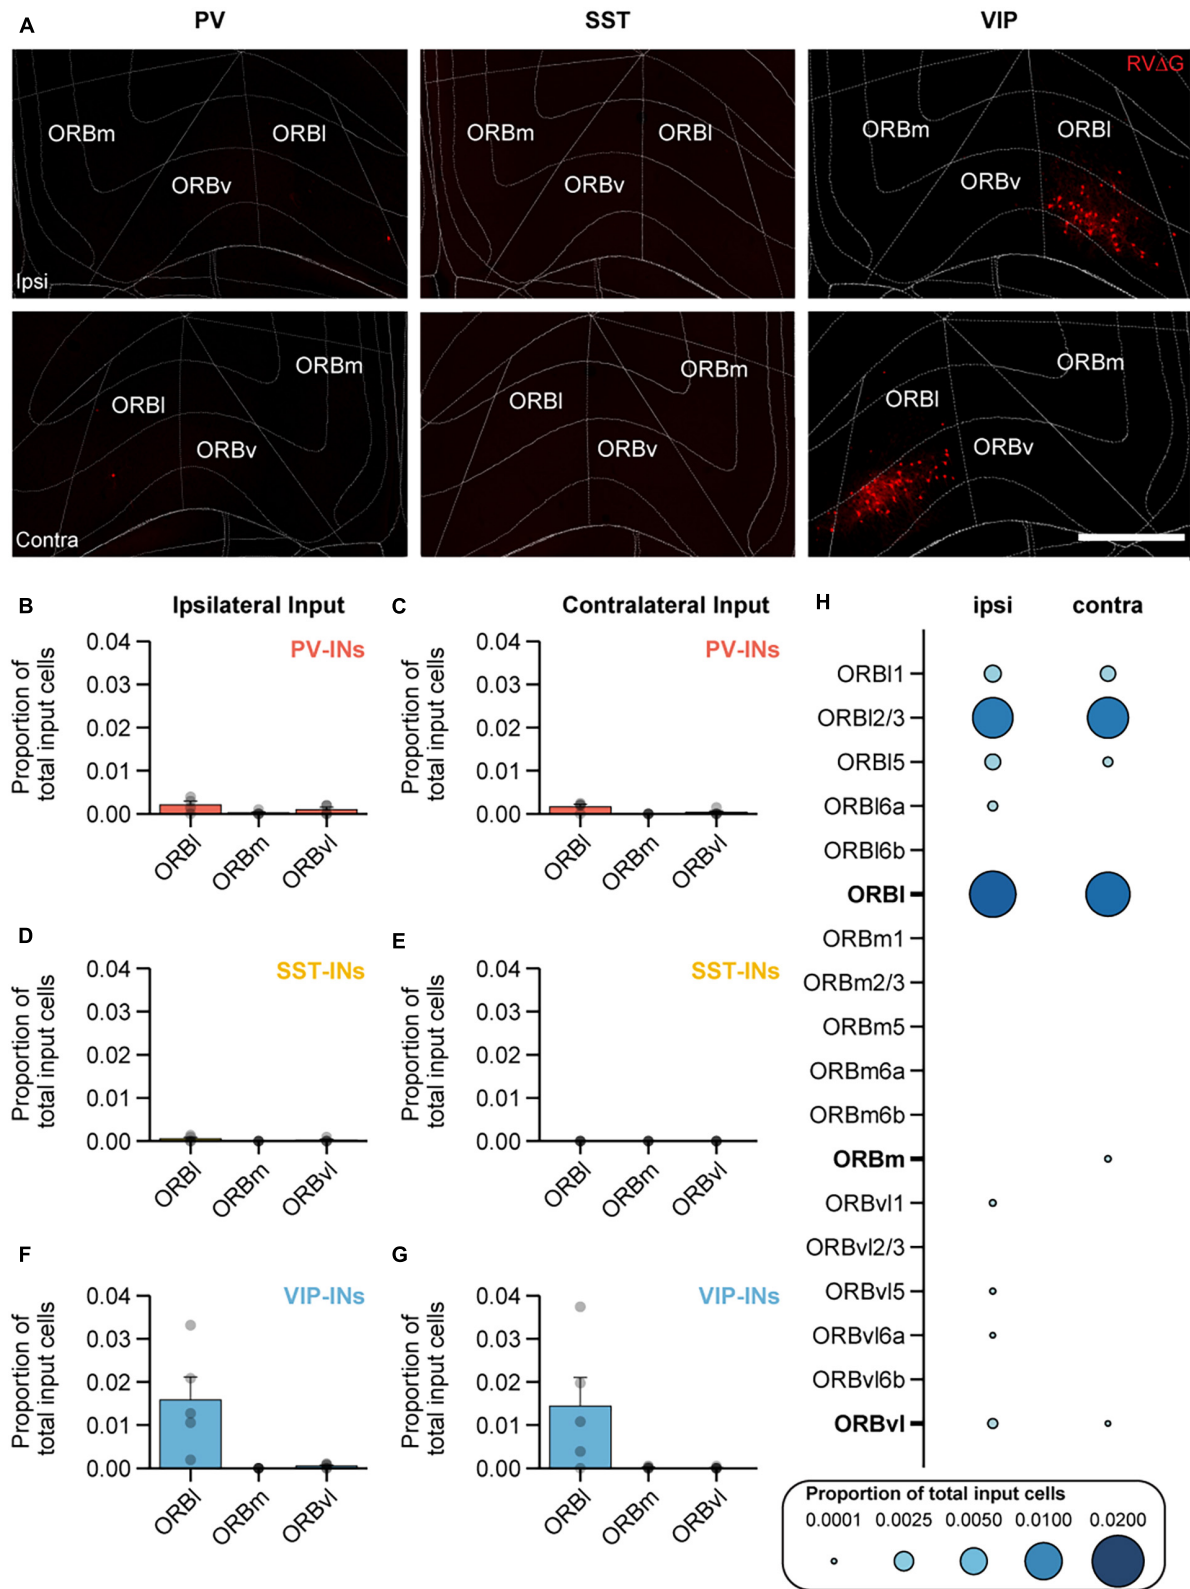 A
PV
SST
VIP
RVΔG
ORBm
ORBl
ORBv
Ipsi
ORBm
ORBl
ORBv
ORBm
ORBl
ORBv
ORBm
ORBl
ORBv
Contra
ORBm
ORBl
ORBv
ORBm
ORBl
ORBv
B
Ipsilateral Input
PV-INs
Proportion of
total input cells
0.04
0.03
0.02
0.01
0.00
ORBl
ORBm
ORBvl
C
Contralateral Input
PV-INs
Proportion of
total input cells
0.04
0.03
0.02
0.01
0.00
ORBl
ORBm
ORBvl
D
SST-INs
Proportion of
total input cells
0.04
0.03
0.02
0.01
0.00
ORBl
ORBm
ORBvl
E
SST-INs
Proportion of
total input cells
0.04
0.03
0.02
0.01
0.00
ORBl
ORBm
ORBvl
F
VIP-INs
Proportion of
total input cells
0.04
0.03
0.02
0.01
0.00
ORBl
ORBm
ORBvl
G
VIP-INs
Proportion of
total input cells
0.04
0.03
0.02
0.01
0.00
ORBl
ORBm
ORBvl
H
ipsi
contra
ORBl1
ORBl2/3
ORBl5
ORBl6a
ORBl6b
ORBl
ORBm1
ORBm2/3
ORBm5
ORBm6a
ORBm6b
ORBm
ORBvl1
ORBvl2/3
ORBvl5
ORBvl6a
ORBvl6b
ORBvl
Proportion of total input cells
0.0001 0.0025 0.0050 0.0100 0.0200